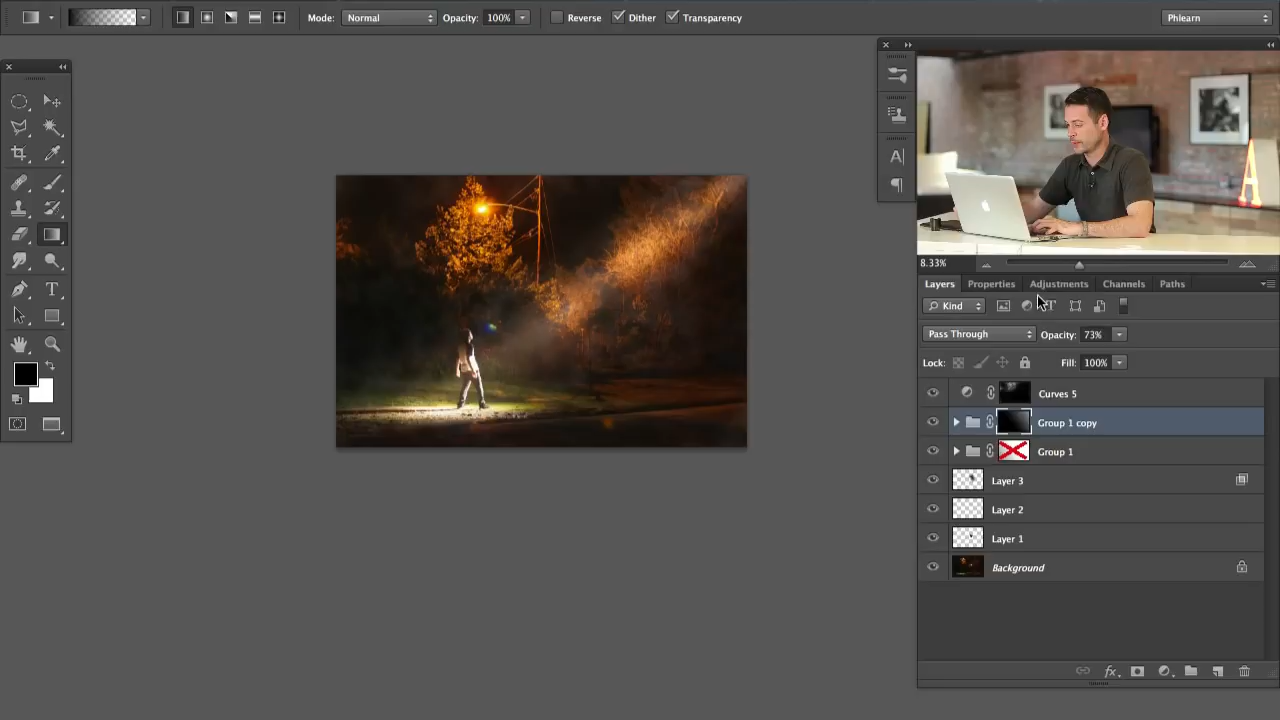 Mode: Normal Opacity: 100% Reverse Dither Transparency Phlearn
A
8.33%
Layers Properties Adjustments Channels Paths
Kind T
Pass Through Opacity: 73%
Lock: Fill: 100%
Curves 5
Group 1 copy
Group 1
Layer 3
Layer 2
Layer 1
Background
fx
A
T